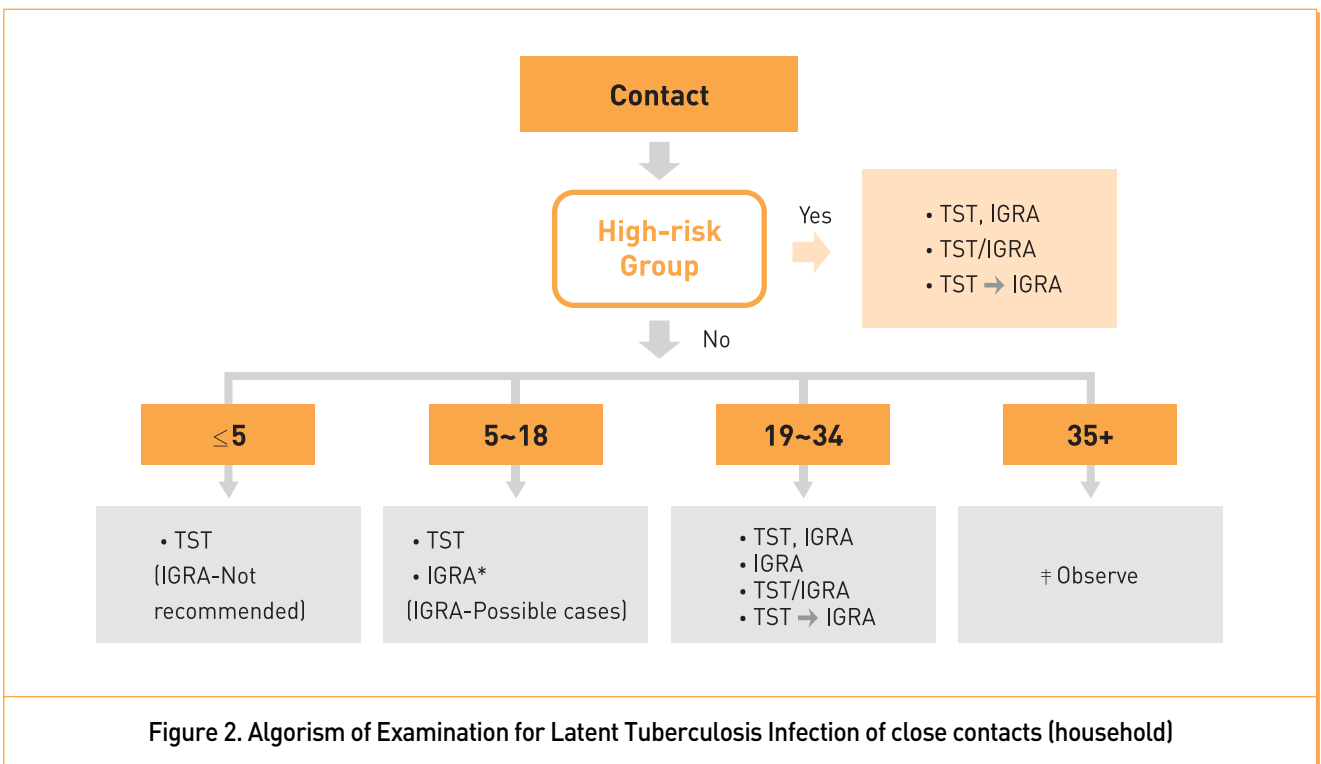 Contact
High-risk
Group
Yes
• TST, IGRA
• TST/IGRA
• TST → IGRA
No
≤5
5~18
19~34
35+
• TST
(IGRA-Not
recommended)
• TST
• IGRA*
(IGRA-Possible cases)
• TST, IGRA
• IGRA
• TST/IGRA
• TST → IGRA
ǂ Observe
Figure 2. Algorism of Examination for Latent Tuberculosis Infection of close contacts (household)